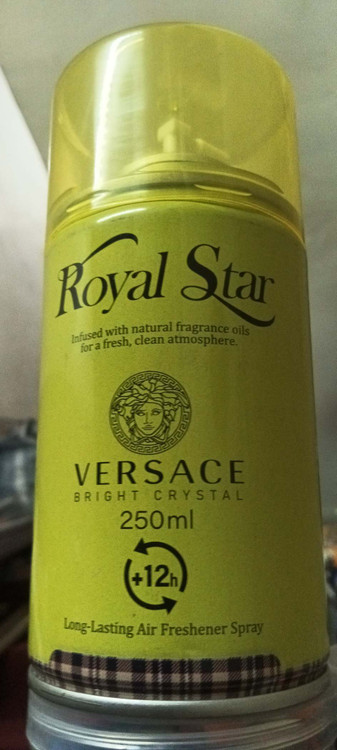 Royal Star
Infused with natural fragrance oils
for a fresh, clean atmosphere.
VERSACE
BRIGHT CRYSTAL
250ml
+12h
Long-Lasting Air Freshener Spray